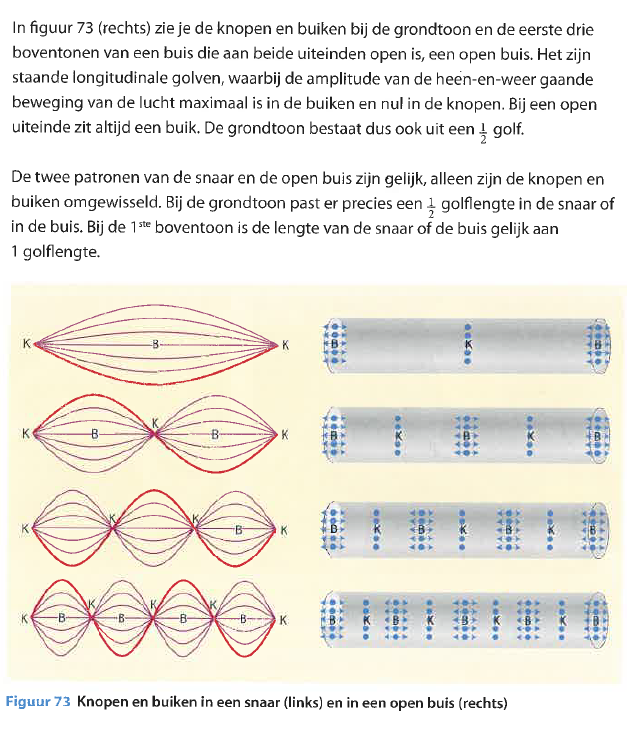 In figuur 73 (rechts) zie je de knopen en buiken bij de grondtoon en de eerste drie
boventonen van een buis die aan beide uiteinden open is, een open buis. Het zijn
staande longitudinale golven, waarbij de amplitude van de heen-en-weer gaande
beweging van de lucht maximaal is in de buiken en nul in de knopen. Bij een open
uiteinde zit altijd een buik. De grondtoon bestaat dus ook uit een 1/2 golf.
De twee patronen van de snaar en de open buis zijn gelijk, alleen zijn de knopen en
buiken omgewisseld. Bij de grondtoon past er precies een 1/2 golflengte in de snaar of
in de buis. Bij de 1ste boventoon is de lengte van de snaar of de buis gelijk aan
1 golflengte.
K B K
B K B
K B K B K
B K B K B
K K K B K
B K B K B K B
K B K B K B K B K
B K B K B K B K B
Figuur 73 Knopen en buiken in een snaar (links) en in een open buis (rechts)